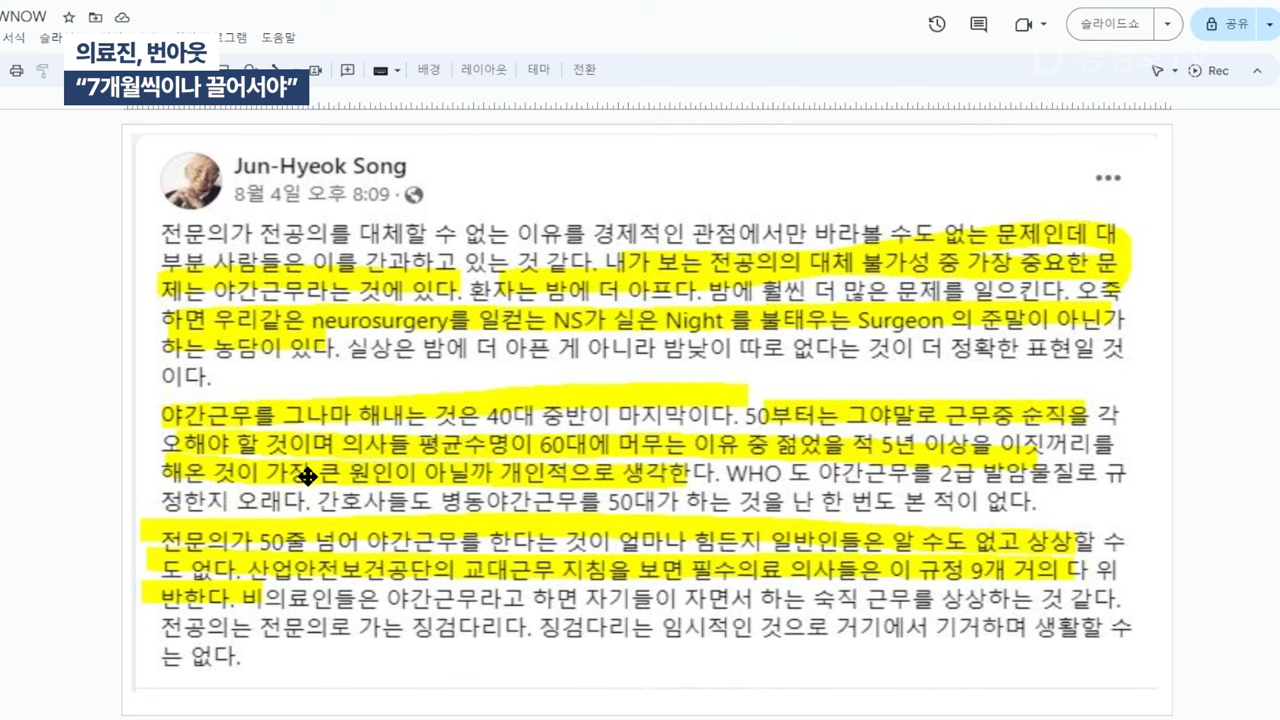 WNOW
서식
도움말
슬라이드쇼
공유
의료진, 번아웃
“7개월씩이나 끌어서야”
배경
레이아웃
테마
전환
Rec
Jun-Hyeok Song
8월 4일 오후 8:09 ·
전문의가 전공의를 대체할 수 없는 이유를 경제적인 관점에서만 바라볼 수도 없는 문제인데 대
부분 사람들은 이를 간과하고 있는 것 같다. 내가 보는 전공의의 대체 불가성 중 가장 중요한 문
제는 야간근무라는 것에 있다. 환자는 밤에 더 아프다. 밤에 훨씬 더 많은 문제를 일으킨다. 오죽
하면 우리같은 neurosurgery를 일컫는 NS가 실은 Night 를 불태우는 Surgeon 의 준말이 아닌가
하는 농담이 있다. 실상은 밤에 더 아픈 게 아니라 밤낮이 따로 없다는 것이 더 정확한 표현일 것
이다.
야간근무를 그나마 해내는 것은 40대 중반이 마지막이다. 50부터는 그야말로 근무중 순직을 각
오해야 할 것이며 의사들 평균수명이 60대에 머무는 이유 중 젊었을 적 5년 이상을 이짓꺼리를
해온 것이 가장 큰 원인이 아닐까 개인적으로 생각한다. WHO 도 야간근무를 2급 발암물질로 규
정한지 오래다. 간호사들도 병동야간근무를 50대가 하는 것을 난 한 번도 본 적이 없다.
전문의가 50줄 넘어 야간근무를 한다는 것이 얼마나 힘든지 일반인들은 알 수도 없고 상상할 수
도 없다. 산업안전보건공단의 교대근무 지침을 보면 필수의료 의사들은 이 규정 9개 거의 다 위
반한다. 비의료인들은 야간근무라고 하면 자기들이 자면서 하는 숙직 근무를 상상하는 것 같다.
전공의는 전문의로 가는 징검다리다. 징검다리는 임시적인 것으로 거기에서 기거하며 생활할 수
는 없다.